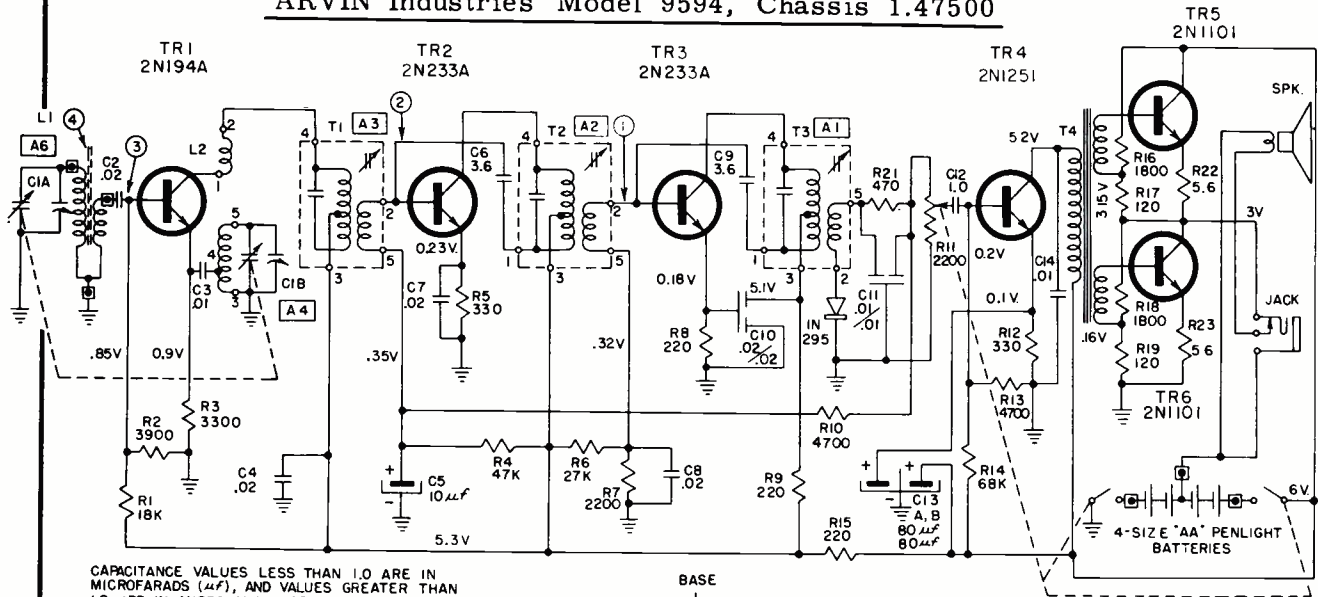 ARVIN Industries Model 9594, Chassis 1.47500
TR1
2N194A
TR2
2N233A
TR3
2N233A
TR4
2N1251
TR5
2N1101
L1
A6
4
C1A
C2
.02
3
L2
2
1
5
4
3
C3
.01
C1B
A4
.85V
0.9V
R2
3900
R3
3300
R1
18K
C4
.02
T1
A3
4
2
5
1
3
2
C6
3.6
0.23V.
C7
.02
R5
330
.35V
T2
A2
4
2
5
1
3
1
.32V
R4
47K
C5
10μf
+
-
R6
27K
R7
2200
C8
.02
5.3V
C9
3.6
0.18V
R8
220
5.1V
C10
.02
.02
T3
A1
4
5
1
3
2
1N
295
C11
.01
.01
R21
470
R11
2200
C12
1.0
R10
4700
R9
220
R15
220
0.2V
5.2V
0.1V.
C14
.01
R12
330
R13
4700
R14
68K
+
+
-
C13
A, B
80μf
80μf
T4
3.15V
.16V
R16
1800
R17
120
R18
1800
R19
120
R22
5.6
R23
5.6
TR6
2N1101
3V
SPK.
JACK
6V.
4-SIZE "AA" PENLIGHT
BATTERIES
CAPACITANCE VALUES LESS THAN 1.0 ARE IN
MICROFARADS (μf), AND VALUES GREATER THAN
BASE